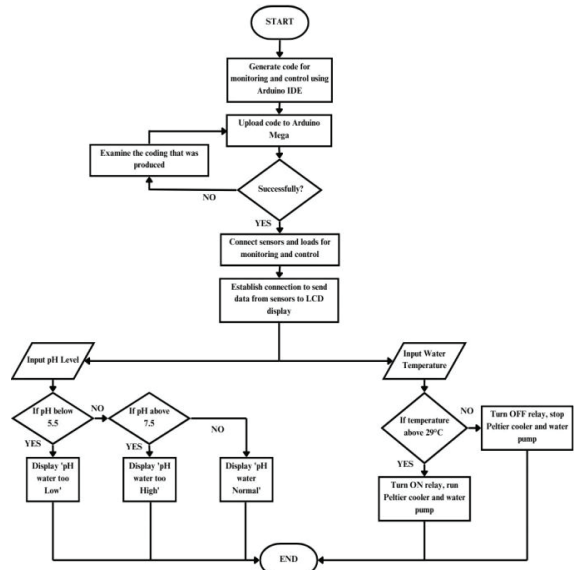 START
Generate code for
monitoring and control using
Arduino IDE
Upload code to Arduino
Mega
Examine the coding that was
produced
Successfully?
NO
YES
Connect sensors and loads for
monitoring and control
Establish connection to send
data from sensors to LCD
display
Input pH Level
Input Water
Temperature
If pH below
5.5
NO
If pH above
7.5
NO
YES
YES
Display 'pH
water too
Low'
Display 'pH
water too
High'
Display 'pH
water
Normal'
If temperature
above 29°C
NO
Turn OFF relay, stop
Peltier cooler and water
pump
YES
Turn ON relay, run
Peltier cooler and water
pump
END